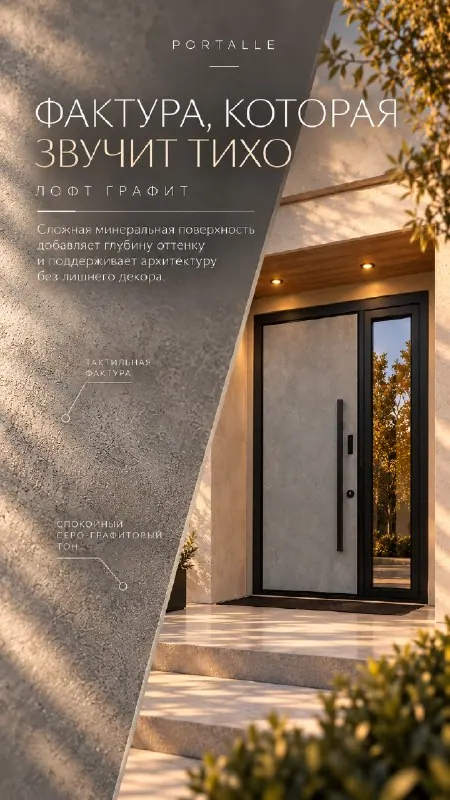 PORTALLE
ФАКТУРА, КОТОРАЯ
ЗВУЧИТ ТИХО
ЛОФТ ГРАФИТ
Сложная минеральная поверхность
добавляет глубину оттенку
и поддерживает архитектуру
без лишнего декора.
ТАКТИЛЬНАЯ
ФАКТУРА
СПОКОЙНЫЙ
СЕРО-ГРАФИТОВЫЙ
ТОН